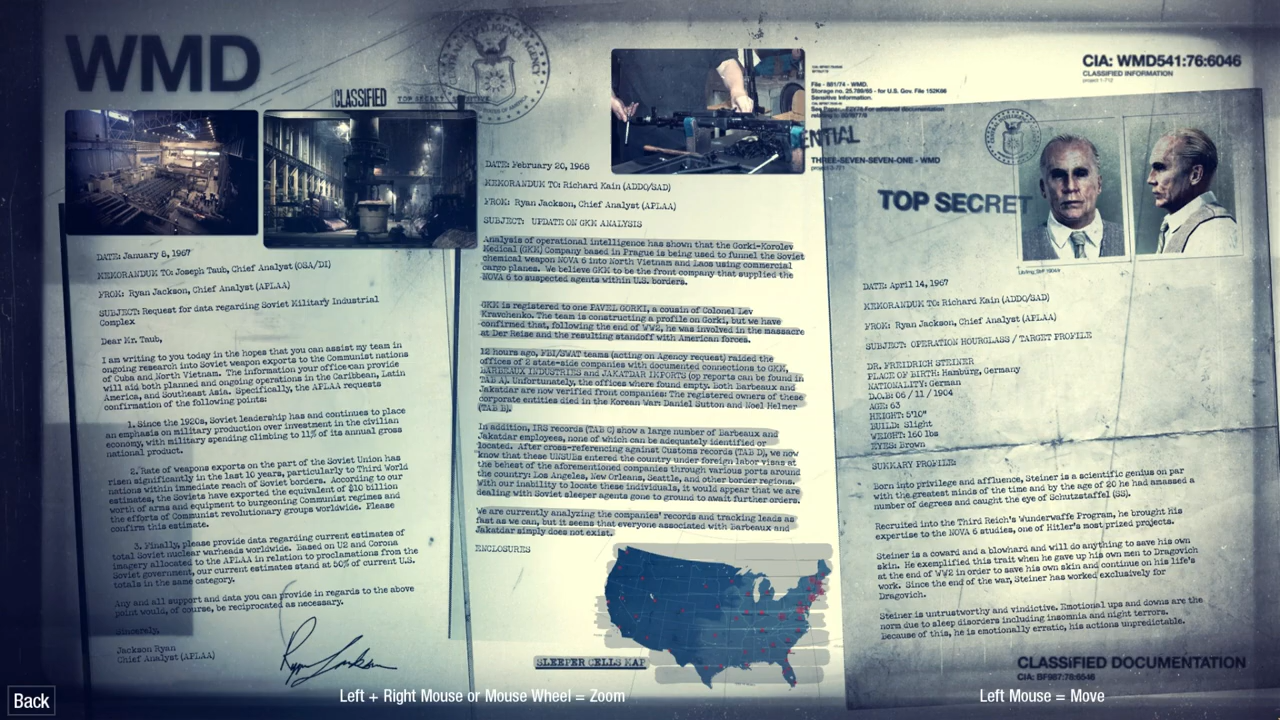 WMD
CLASSIFIED
DATE: January 8, 1967
MEMORANDUM TO: Joseph Taub, Chief Analyst (OSA/DI)
FROM: Ryan Jackson, Chief Analyst (APLAA)
SUBJECT: Request for data regarding Soviet Military Industrial
Complex
Dear Mr. Taub,
I am writing to you today in the hopes that you can assist my team in
ongoing research into Soviet weapon exports to the Communist nations
of Cuba and North Vietnam. The information your office can provide
will aid both planned and ongoing operations in the Caribbean, Latin
America, and Southeast Asia. Specifically, the APLAA requests
confirmation of the following points:
1. Since the 1920s, Soviet leadership has and continues to place
an emphasis on military production over investment in the civilian
economy, with military spending climbing to 11% of its annual gross
national product.
2. Rate of weapons exports on the part of the Soviet Union has
risen significantly in the last 10 years, particularly to Third World
nations within immediate reach of Soviet borders. According to our
estimates, the Soviets have exported the equivalent of $10 billion
worth of arms and equipment to burgeoning Communist regimes and
the efforts of Communist revolutionary groups worldwide. Please
confirm this estimate.
3. Finally, please provide data regarding current estimates of
total Soviet nuclear warheads worldwide. Based on U2 and Corona
imagery allocated to the APLAA in relation to proclamations from the
Soviet government, our current estimates stand at 50% of current U.S.
totals in the same category.
Any and all support and data you can provide in regards to the above
point would, of course, be reciprocated as necessary.
Sincerely,
Jackson Ryan
Chief Analyst (APLAA)
DATE: February 20, 1968
MEMORANDUM TO: Richard Kain (ADDO/SAD)
FROM: Ryan Jackson, Chief Analyst (APLAA)
SUBJECT: UPDATE ON GKK ANALYSIS
Analysis of operational intelligence has shown that the Gorki-Korolev
Medical (GKK) Company based in Prague is being used to funnel the Soviet
chemical weapon NOVA 6 into North Vietnam and Laos using commercial
cargo planes. We believe GKK to be the front company that supplied the
NOVA 6 to suspected agents within U.S. borders.
GKK is registered to one PAVEL GORKI, a cousin of Colonel Lev
Kravchenko. The team is constructing a profile on Gorki, but we have
confirmed that, following the end of WW2, he was involved in the massacre
at Der Reise and the resulting standoff with American forces.
12 hours ago, FBI/SWAT teams (acting on Agency request) raided the
offices of 2 state-side companies with documented connections to GKK,
BARBEAUX INDUSTRIES and JAKATDAR IMPORTS (op reports can be found in
TAB A). Unfortunately, the offices where found empty. Both Barbeaux and
Jakatdar are now verified front companies: The registered owners of these
corporate entities died in the Korean War: Daniel Sutton and Noel Helmer
(TAB B).
In addition, IRS records (TAB C) show a large number of Barbeaux and
Jakatdar employees, none of which can be adequately identified or
located. After cross-referencing against Customs records (TAB D), we now
know that these UNSUBs entered the country under foreign labor visas at
the behest of the aforementioned companies through various ports around
the country: Los Angeles, New Orleans, Seattle, and other border regions.
With our inability to locate these individuals, it would appear that we are
dealing with Soviet sleeper agents gone to ground to await further orders.
We are currently analyzing the companies' records and tracking leads as
fast as we can, but it seems that everyone associated with Barbeaux and
Jakatdar simply does not exist.
ENCLOSURES
SLEEPER CELLS MAP
File - 881/74 - WMD.
Storage no. 25.789/65 - for U.S. Gov. File 152K66
Sensitive Information.
THREE-SEVEN-SEVEN-ONE - WMD
CIA: WMD541:76:6046
CLASSIFIED INFORMATION
project 1-712
TOP SECRET
DATE: April 14, 1967
MEMORANDUM TO: Richard Kain (ADDO/SAD)
FROM: Ryan Jackson, Chief Analyst (APLAA)
SUBJECT: OPERATION HOURGLASS / TARGET PROFILE
DR. FREIDRICH STEINER
PLACE OF BIRTH: Hamburg, Germany
NATIONALITY: German
D.O.B: 06 / 11 / 1904
AGE: 63
HEIGHT: 5'10"
BUILD: Slight
WEIGHT: 160 lbs
EYES: Brown
SUMMARY PROFILE:
Born into privilege and affluence, Steiner is a scientific genius on par
with the greatest minds of the time and by the age of 20 he had amassed a
number of degrees and caught the eye of Schutzstaffel (SS).
Recruited into the Third Reich's Wunderwaffe Program, he brought his
expertise to the NOVA 6 studies, one of Hitler's most prized projects.
Steiner is a coward and a blowhard and will do anything to save his own
skin. He exemplified this trait when he gave up his own men to Dragovich
at the end of WW2 in order to save his own skin and continue on his life's
work. Since the end of the war, Steiner has worked exclusively for
Dragovich.
Steiner is untrustworthy and vindictive. Emotional ups and downs are the
norm due to sleep disorders including insomnia and night terrors.
Because of this, he is emotionally erratic, his actions unpredictable.
CLASSIFIED DOCUMENTATION
CIA: BF987:76:6546
Back
Left + Right Mouse or Mouse Wheel = Zoom
Left Mouse = Move